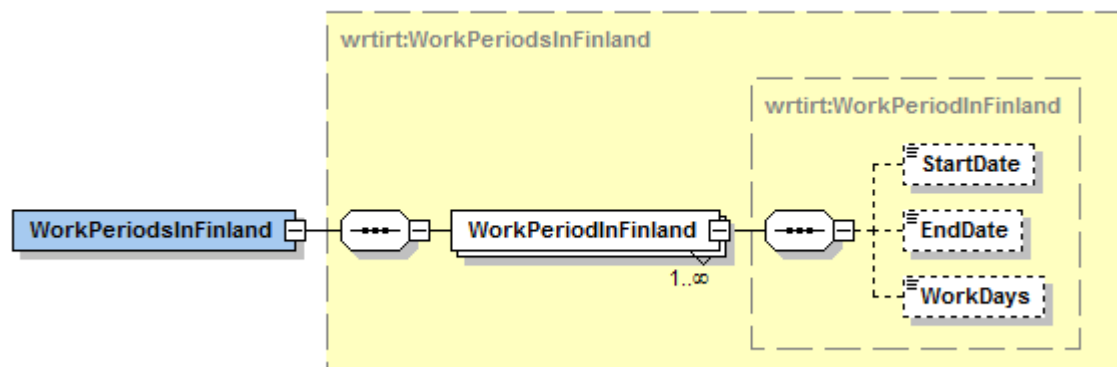 wrtirt:WorkPeriodsInFinland
wrtirt:WorkPeriodInFinland
StartDate
WorkPeriodsInFinland
WorkPeriodInFinland
EndDate
1..∞
WorkDays